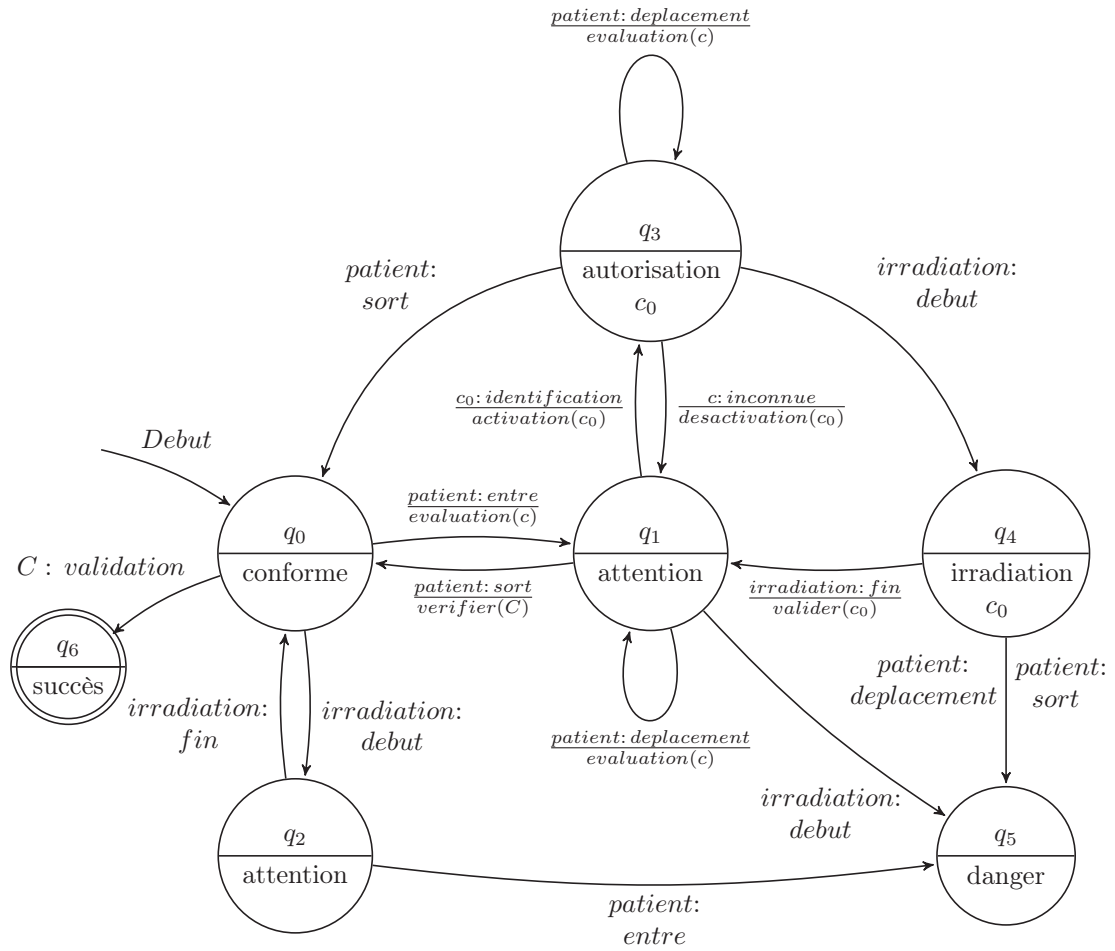 patient: deplacement
evaluation(c)
q3
autorisation
c0
patient:
sort
irradiation:
debut
c0: identification
activation(c0)
c: inconnue
desactivation(c0)
Debut
patient: entre
evaluation(c)
q0
conforme
q1
attention
q4
irradiation
c0
C : validation
patient: sort
verifier(C)
irradiation: fin
valider(c0)
q6
succès
patient:
deplacement
patient:
sort
irradiation:
fin
irradiation:
debut
patient: deplacement
evaluation(c)
irradiation:
debut
q2
attention
q5
danger
patient:
entre